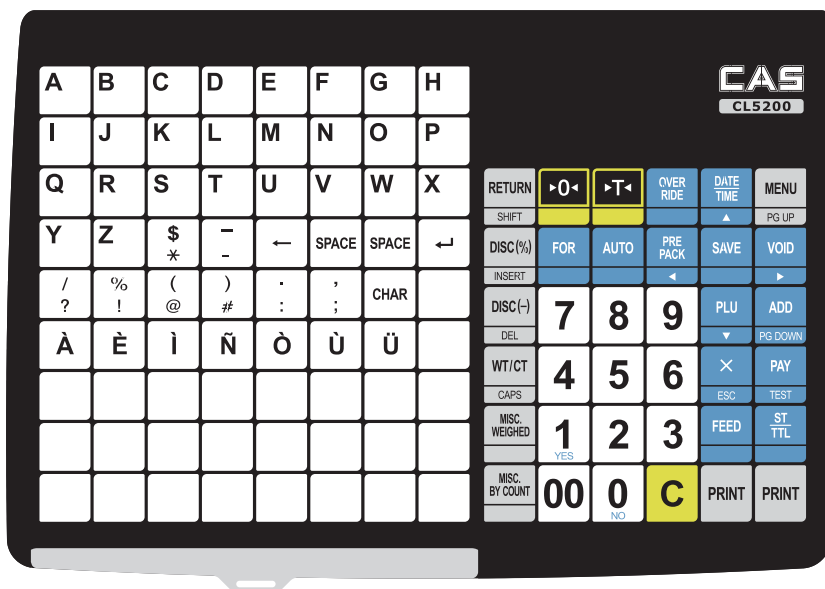 CAS
CL5200
A B C D E F G H
I J K L M N O P
Q R S T U V W X
Y Z $ * – - ← SPACE SPACE ↵
/ ? % ! ( @ ) # . : , ; CHAR
À È Ì Ñ Ò Ù Ü
RETURN ▸0◂ ▸T◂ OVER RIDE DATE TIME MENU
SHIFT ▲ PG UP
DISC(%) FOR AUTO PRE PACK SAVE VOID
INSERT ◀ ▶
DISC(–) 7 8 9 PLU ADD
DEL ▼ PG DOWN
WT/CT 4 5 6 × PAY
CAPS ESC TEST
MISC. WEIGHED 1 2 3 FEED ST TTL
YES
MISC. BY COUNT 00 0 C PRINT PRINT
NO